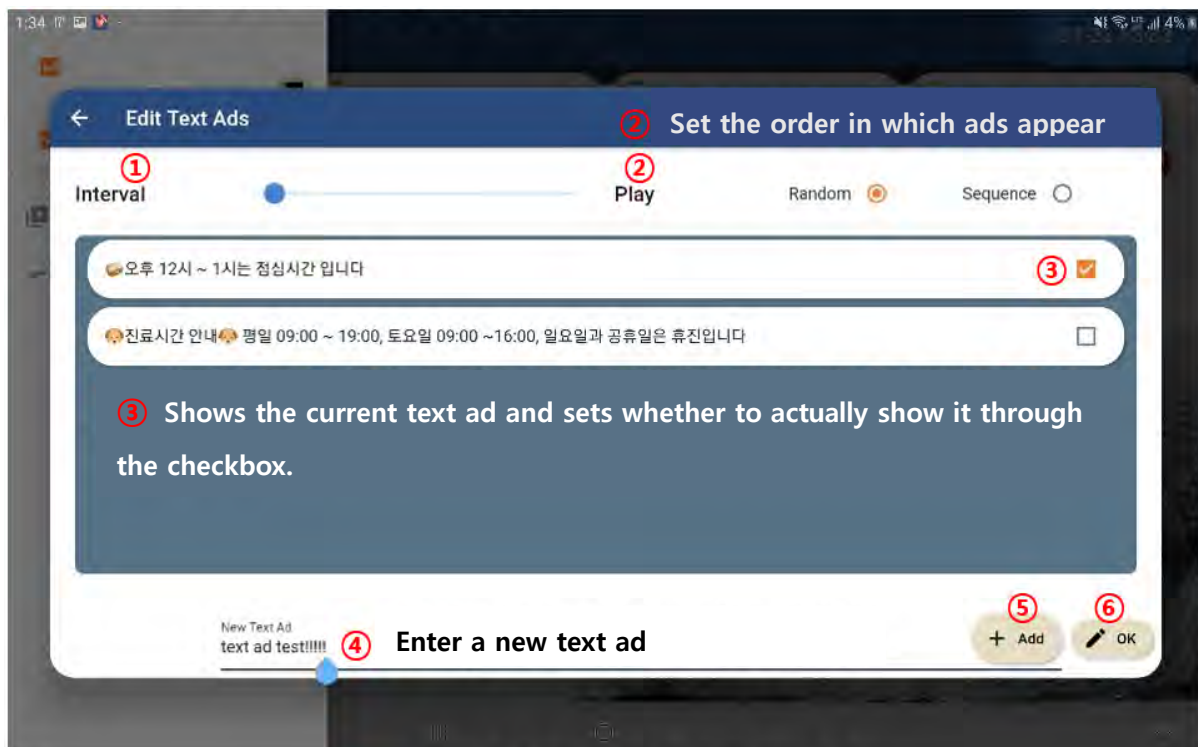 1:34
4%
← Edit Text Ads
② Set the order in which ads appear
①
②
Interval
Play
Random
Sequence
🥪오후 12시 ~ 1시는 점심시간 입니다
③
🐶진료시간 안내🐶 평일 09:00 ~ 19:00, 토요일 09:00 ~16:00, 일요일과 공휴일은 휴진입니다
③ Shows the current text ad and sets whether to actually show it through
the checkbox.
⑤
⑥
New Text Ad
text ad test!!!!!!
④ Enter a new text ad
+ Add
OK